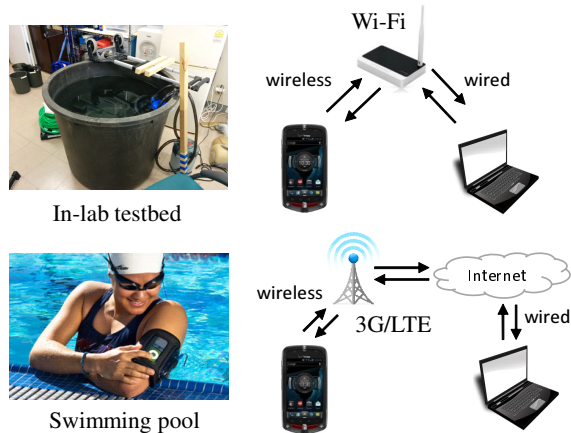 Wi-Fi
wireless
wired
In-lab testbed
Internet
wireless
3G/LTE
wired
Swimming pool